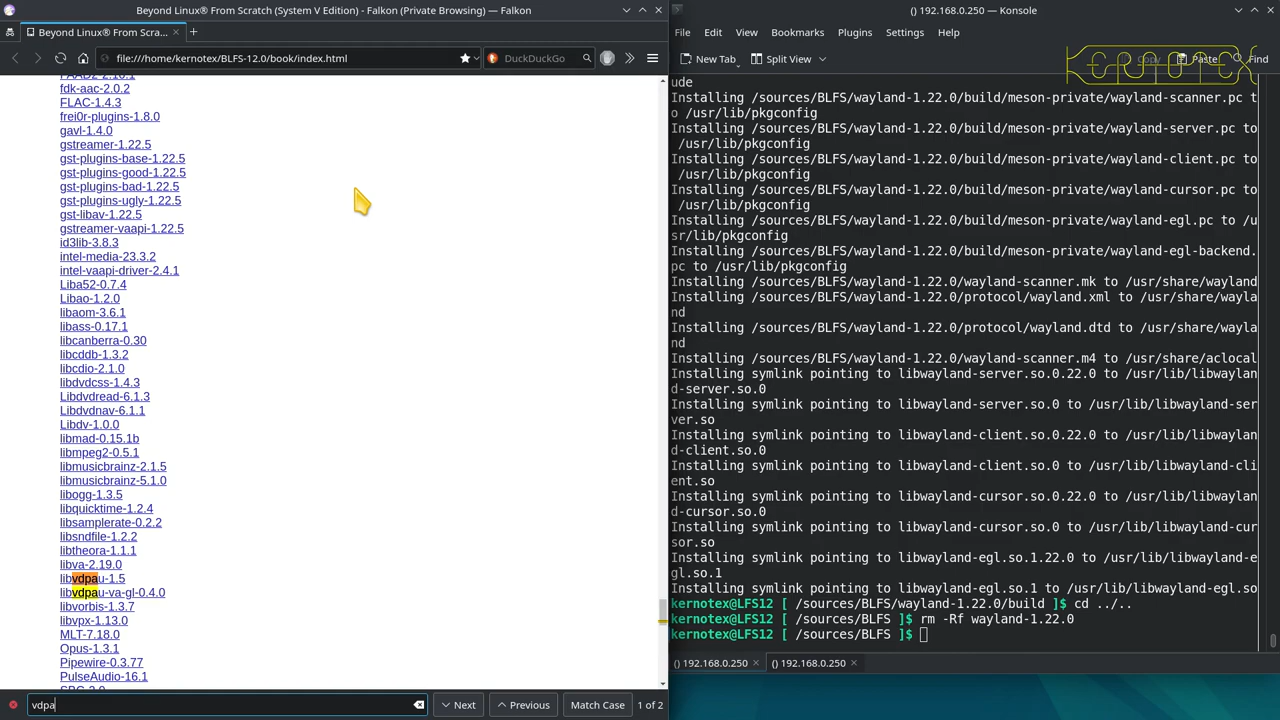 Beyond Linux® From Scratch (System V Edition) - Falkon (Private Browsing) — Falkon
Beyond Linux® From Scra...
file:///home/kernotex/BLFS-12.0/book/index.html
DuckDuckGo
FAAD2-2.10.1
fdk-aac-2.0.2
FLAC-1.4.3
frei0r-plugins-1.8.0
gavl-1.4.0
gstreamer-1.22.5
gst-plugins-base-1.22.5
gst-plugins-good-1.22.5
gst-plugins-bad-1.22.5
gst-plugins-ugly-1.22.5
gst-libav-1.22.5
gstreamer-vaapi-1.22.5
id3lib-3.8.3
intel-media-23.3.2
intel-vaapi-driver-2.4.1
Liba52-0.7.4
Libao-1.2.0
libaom-3.6.1
libass-0.17.1
libcanberra-0.30
libcddb-1.3.2
libcdio-2.1.0
libdvdcss-1.4.3
Libdvdread-6.1.3
Libdvdnav-6.1.1
Libdv-1.0.0
libmad-0.15.1b
libmpeg2-0.5.1
libmusicbrainz-2.1.5
libmusicbrainz-5.1.0
libogg-1.3.5
libquicktime-1.2.4
libsamplerate-0.2.2
libsndfile-1.2.2
libtheora-1.1.1
libva-2.19.0
libvdpau-1.5
libvdpau-va-gl-0.4.0
libvorbis-1.3.7
libvpx-1.13.0
MLT-7.18.0
Opus-1.3.1
Pipewire-0.3.77
PulseAudio-16.1
SBC-2.0
vdpa
Next
Previous
Match Case
1 of 2
() 192.168.0.250 — Konsole
File Edit View Bookmarks Plugins Settings Help
New Tab
Split View
Copy
Paste
Find
KERNOTEX
ude
Installing /sources/BLFS/wayland-1.22.0/build/meson-private/wayland-scanner.pc t
o /usr/lib/pkgconfig
Installing /sources/BLFS/wayland-1.22.0/build/meson-private/wayland-server.pc to
 /usr/lib/pkgconfig
Installing /sources/BLFS/wayland-1.22.0/build/meson-private/wayland-client.pc to
 /usr/lib/pkgconfig
Installing /sources/BLFS/wayland-1.22.0/build/meson-private/wayland-cursor.pc to
 /usr/lib/pkgconfig
Installing /sources/BLFS/wayland-1.22.0/build/meson-private/wayland-egl.pc to /u
sr/lib/pkgconfig
Installing /sources/BLFS/wayland-1.22.0/build/meson-private/wayland-egl-backend.
pc to /usr/lib/pkgconfig
Installing /sources/BLFS/wayland-1.22.0/wayland-scanner.mk to /usr/share/wayland
Installing /sources/BLFS/wayland-1.22.0/protocol/wayland.xml to /usr/share/wayla
nd
Installing /sources/BLFS/wayland-1.22.0/protocol/wayland.dtd to /usr/share/wayla
nd
Installing /sources/BLFS/wayland-1.22.0/wayland-scanner.m4 to /usr/share/aclocal
Installing symlink pointing to libwayland-server.so.0.22.0 to /usr/lib/libwaylan
d-server.so.0
Installing symlink pointing to libwayland-server.so.0 to /usr/lib/libwayland-ser
ver.so
Installing symlink pointing to libwayland-client.so.0.22.0 to /usr/lib/libwaylan
d-client.so.0
Installing symlink pointing to libwayland-client.so.0 to /usr/lib/libwayland-cli
ent.so
Installing symlink pointing to libwayland-cursor.so.0.22.0 to /usr/lib/libwaylan
d-cursor.so.0
Installing symlink pointing to libwayland-cursor.so.0 to /usr/lib/libwayland-cur
sor.so
Installing symlink pointing to libwayland-egl.so.1.22.0 to /usr/lib/libwayland-e
gl.so.1
Installing symlink pointing to libwayland-egl.so.1 to /usr/lib/libwayland-egl.so
kernotex@LFS12 [ /sources/BLFS/wayland-1.22.0/build ]$ cd ../..
kernotex@LFS12 [ /sources/BLFS ]$ rm -Rf wayland-1.22.0
kernotex@LFS12 [ /sources/BLFS ]$
() 192.168.0.250
() 192.168.0.250